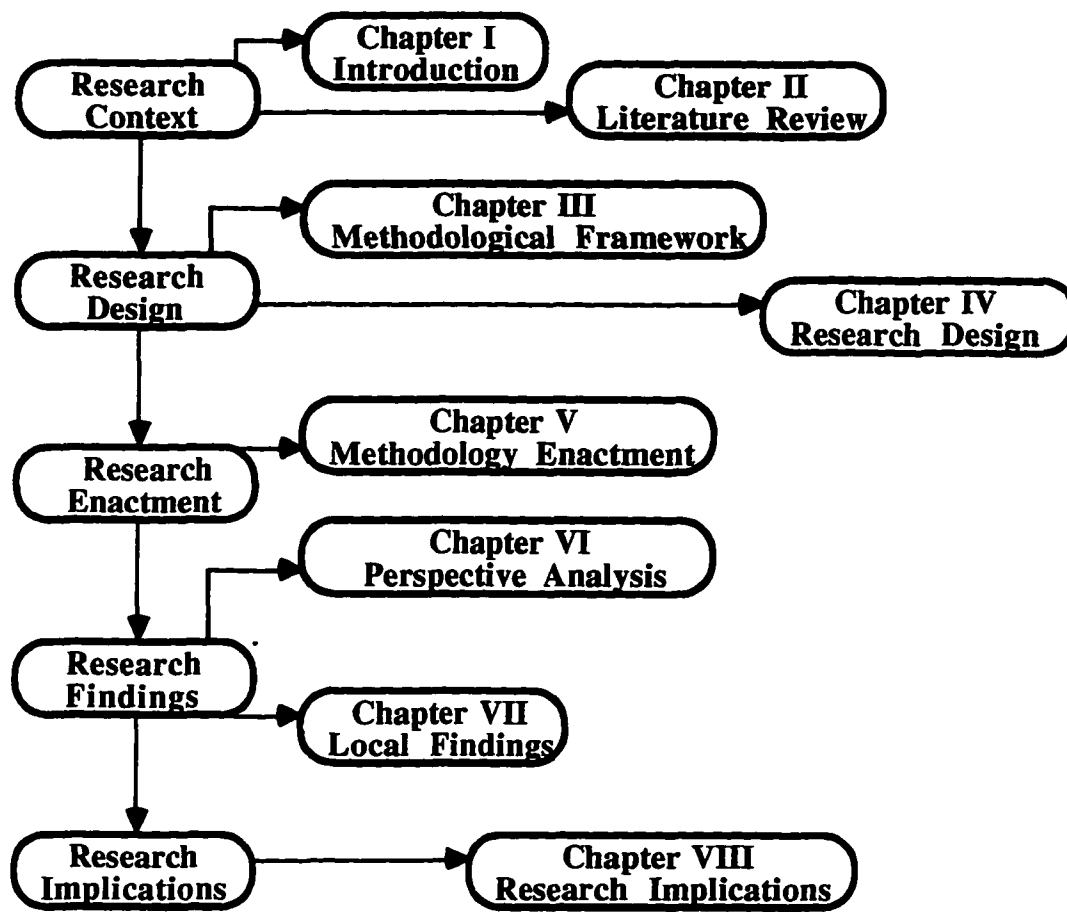 Chapter I
Introduction
Research
Context
Chapter II
Literature Review
Chapter III
Methodological Framework
Research
Design
Chapter IV
Research Design
Chapter V
Methodology Enactment
Research
Enactment
Chapter VI
Perspective Analysis
Research
Findings
Chapter VII
Local Findings
Research
Implications
Chapter VIII
Research Implications